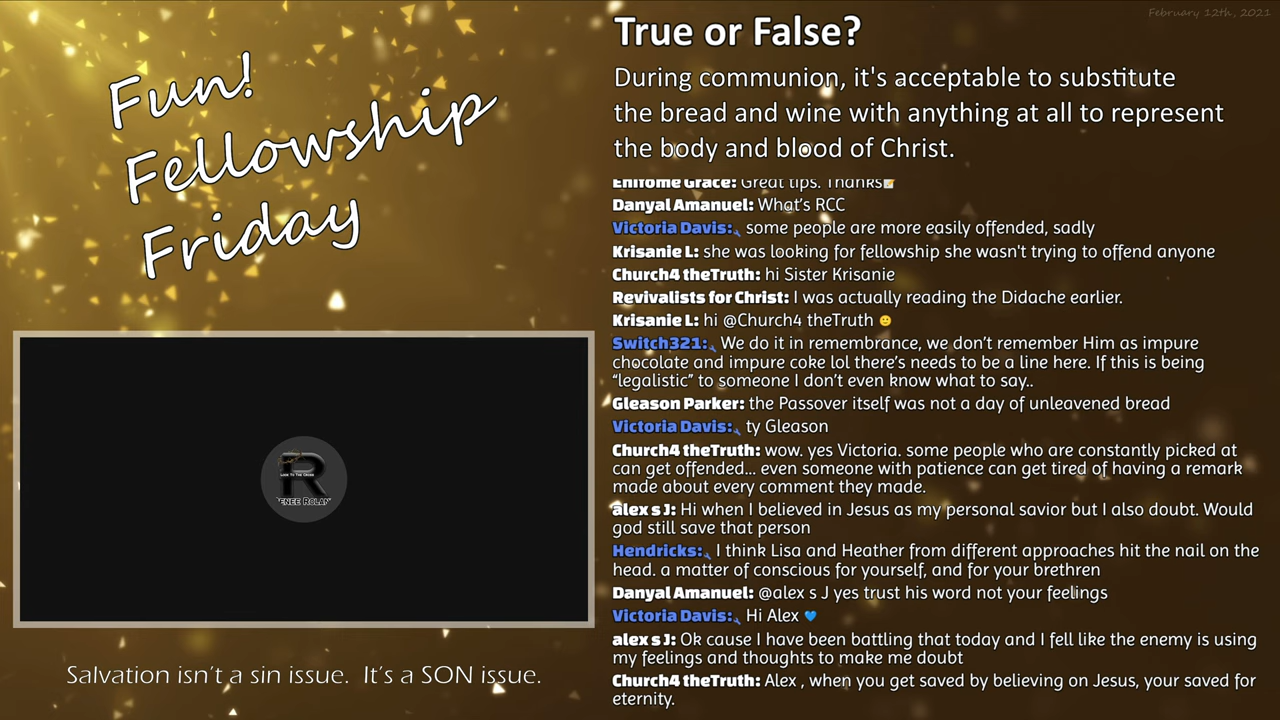 Fun!
Fellowship
Friday
LOOK TO THE CROSS
Salvation isn't a sin issue. It's a SON issue.
February 12th, 2021
True or False?
During communion, it's acceptable to substitute
the bread and wine with anything at all to represent
the body and blood of Christ.
Grace: Great tips. Thanks📝
Danyal Amanuel: What's RCC
Victoria Davis: some people are more easily offended, sadly
Krisanie L: she was looking for fellowship she wasn't trying to offend anyone
Church4 theTruth: hi Sister Krisanie
Revivalists for Christ: I was actually reading the Didache earlier.
Krisanie L: hi @Church4 theTruth 🙂
Switch321: We do it in remembrance, we don't remember Him as impure
chocolate and impure coke lol there's needs to be a line here. If this is being
“legalistic” to someone I don't even know what to say..
Gleason Parker: the Passover itself was not a day of unleavened bread
Victoria Davis: ty Gleason
Church4 theTruth: wow. yes Victoria. some people who are constantly picked at
can get offended... even someone with patience can get tired of having a remark
made about every comment they made.
alex s J: Hi when I believed in Jesus as my personal savior but I also doubt. Would
god still save that person
Hendricks: I think Lisa and Heather from different approaches hit the nail on the
head. a matter of conscious for yourself, and for your brethren
Danyal Amanuel: @alex s J yes trust his word not your feelings
Victoria Davis: Hi Alex 💙
alex s J: Ok cause I have been battling that today and I fell like the enemy is using
my feelings and thoughts to make me doubt
Church4 theTruth: Alex , when you get saved by believing on Jesus, your saved for
eternity.